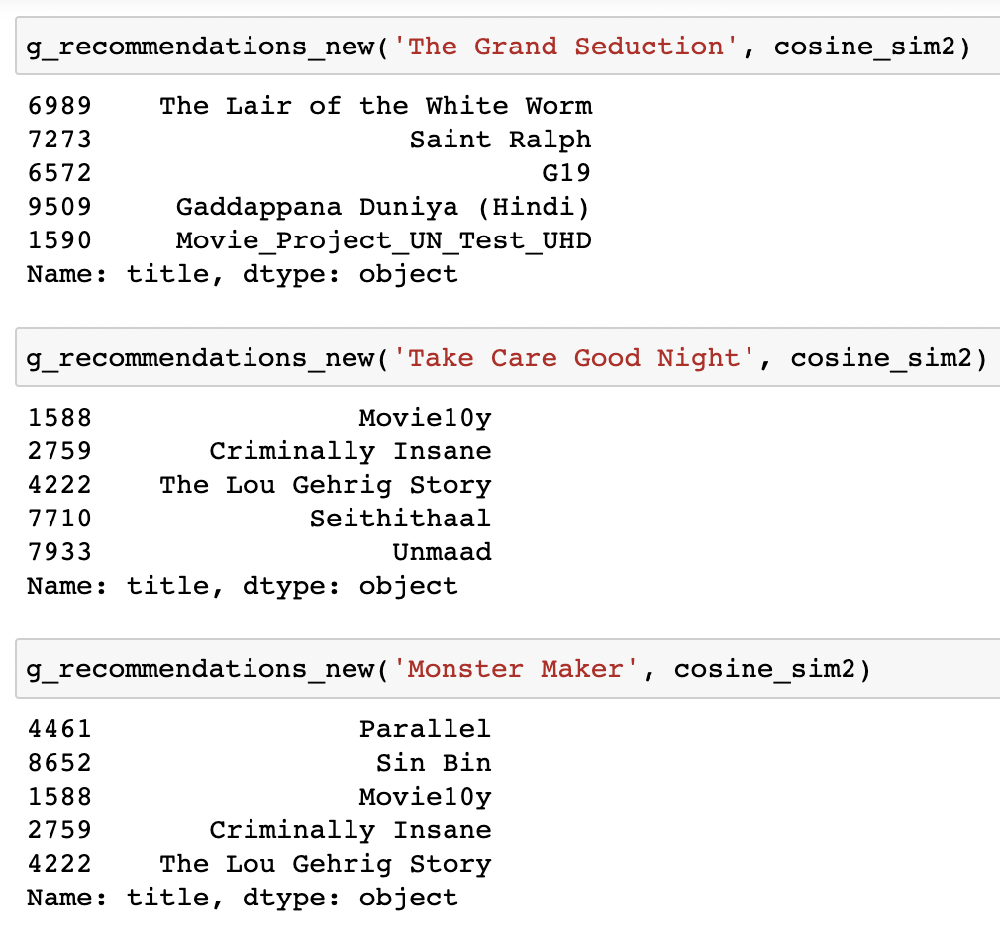 g_recommendations_new('The Grand Seduction', cosine_sim2)
6989 The Lair of the White Worm
7273 Saint Ralph
6572 G19
9509 Gaddappana Duniya (Hindi)
1590 Movie_Project_UN_Test_UHD
Name: title, dtype: object
g_recommendations_new('Take Care Good Night', cosine_sim2)
1588 Movie10y
2759 Criminally Insane
4222 The Lou Gehrig Story
7710 Seithithaal
7933 Unmaad
Name: title, dtype: object
g_recommendations_new('Monster Maker', cosine_sim2)
4461 Parallel
8652 Sin Bin
1588 Movie10y
2759 Criminally Insane
4222 The Lou Gehrig Story
Name: title, dtype: object